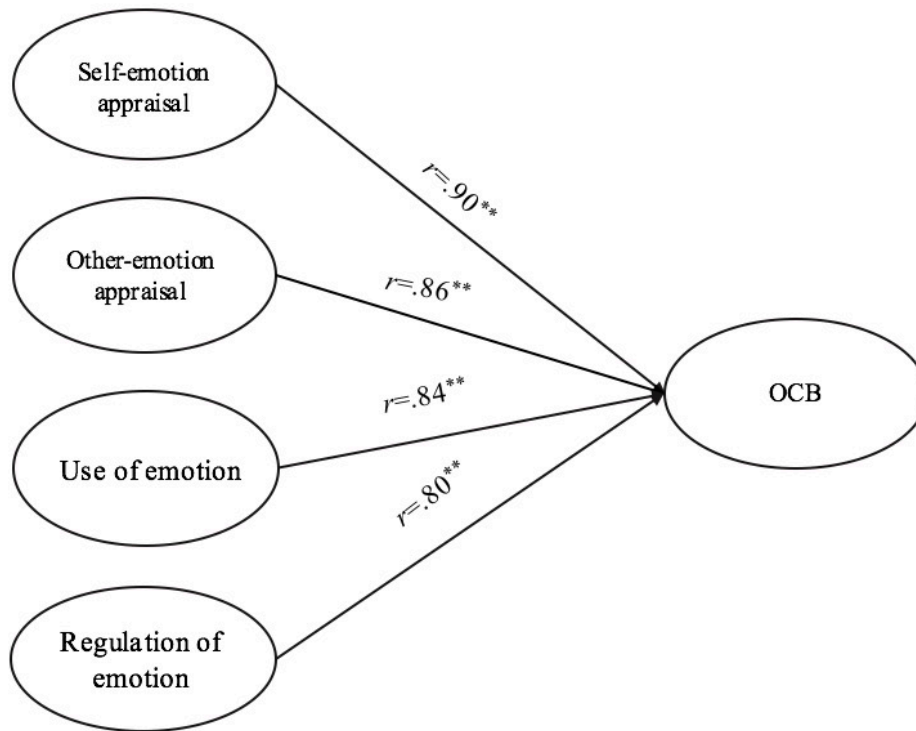 Self-emotion
appraisal
r=.90**
Other-emotion
appraisal
r=.86**
OCB
r=.84**
Use of emotion
r=.80**
Regulation of
emotion